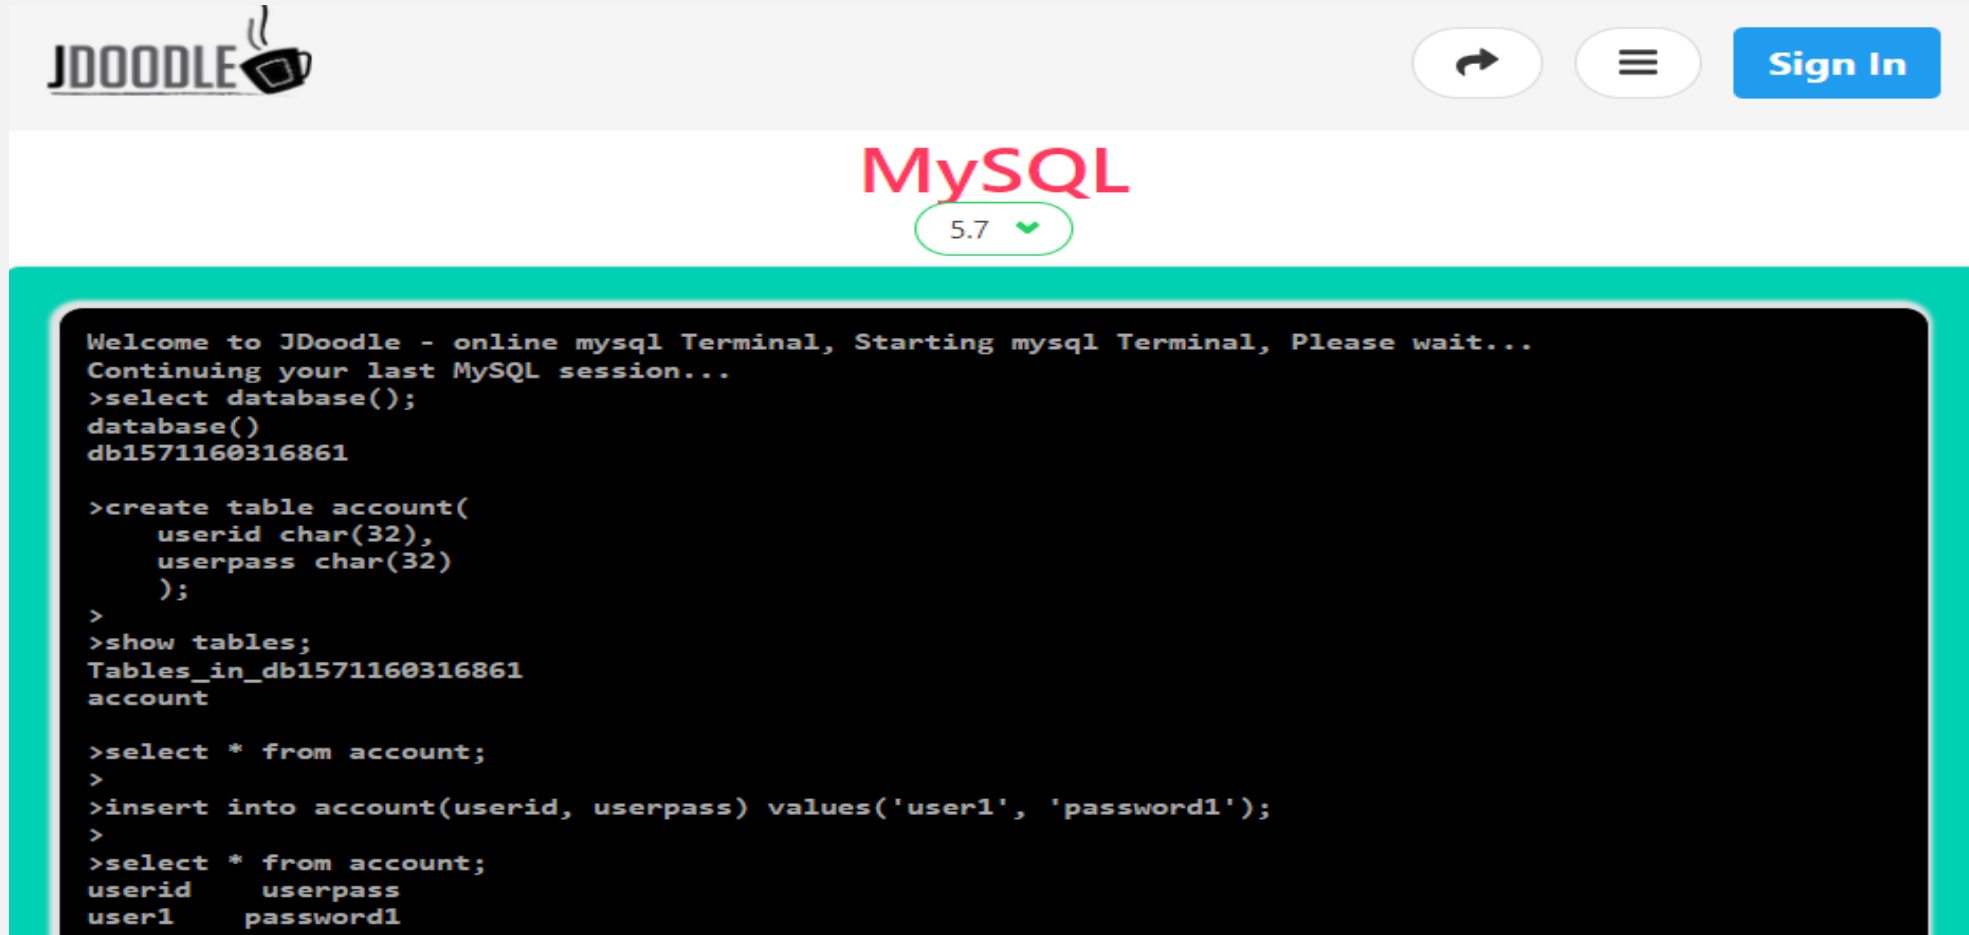 JDOODLE
Sign In
MySQL
5.7
Welcome to JDoodle - online mysql Terminal, Starting mysql Terminal, Please wait...
Continuing your last MySQL session...
>select database();
database()
db1571160316861
>create table account(
userid char(32),
userpass char(32)
);
>
>show tables;
Tables_in_db1571160316861
account
>select * from account;
>
>insert into account(userid, userpass) values('user1', 'password1');
>
>select * from account;
userid    userpass
user1    password1